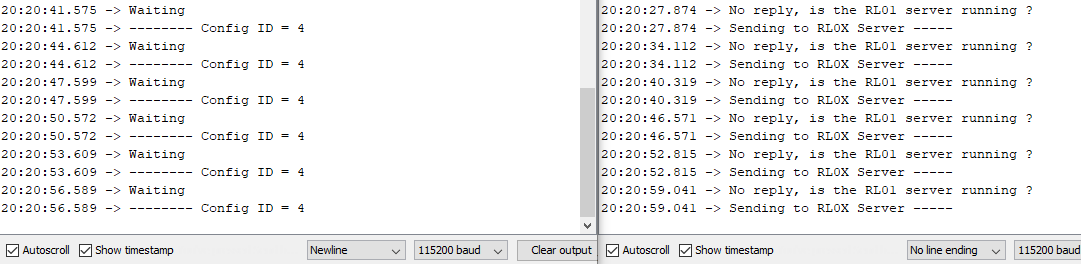 20:20:41.575 -> Waiting
20:20:41.575 -> -------- Config ID = 4
20:20:44.612 -> Waiting
20:20:44.612 -> -------- Config ID = 4
20:20:47.599 -> Waiting
20:20:47.599 -> -------- Config ID = 4
20:20:50.572 -> Waiting
20:20:50.572 -> -------- Config ID = 4
20:20:53.609 -> Waiting
20:20:53.609 -> -------- Config ID = 4
20:20:56.589 -> Waiting
20:20:56.589 -> -------- Config ID = 4
Autoscroll Show timestamp Newline 115200 baud Clear output
20:20:27.874 -> No reply, is the RL01 server running ?
20:20:27.874 -> Sending to RL0X Server -----
20:20:34.112 -> No reply, is the RL01 server running ?
20:20:34.112 -> Sending to RL0X Server -----
20:20:40.319 -> No reply, is the RL01 server running ?
20:20:40.319 -> Sending to RL0X Server -----
20:20:46.571 -> No reply, is the RL01 server running ?
20:20:46.571 -> Sending to RL0X Server -----
20:20:52.815 -> No reply, is the RL01 server running ?
20:20:52.815 -> Sending to RL0X Server -----
20:20:59.041 -> No reply, is the RL01 server running ?
20:20:59.041 -> Sending to RL0X Server -----
Autoscroll Show timestamp No line ending 115200 baud